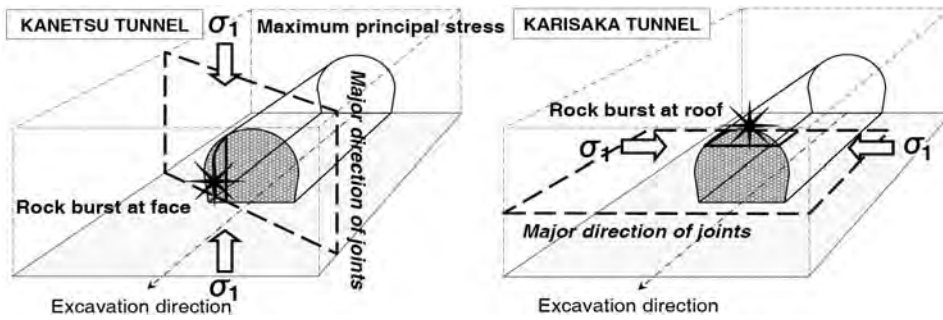 KANETSU TUNNEL
σ1
Maximum principal stress
Major direction of joints
Rock burst at face
σ1
Excavation direction
KARISAKA TUNNEL
Rock burst at roof
σ1
σ1
Major direction of joints
Excavation direction